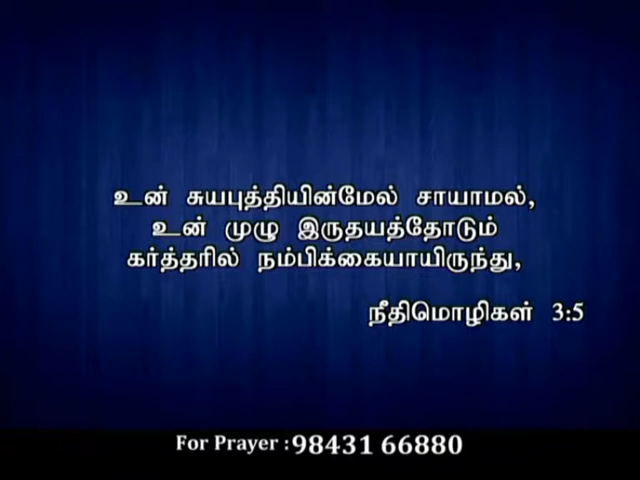 உன் சுயபுத்தியின்மேல் சாயாமல்,
உன் முழு இருதயத்தோடும்
கர்த்தரில் நம்பிக்கையாயிருந்து,
நீதிமொழிகள் 3:5
For Prayer : 98431 66880